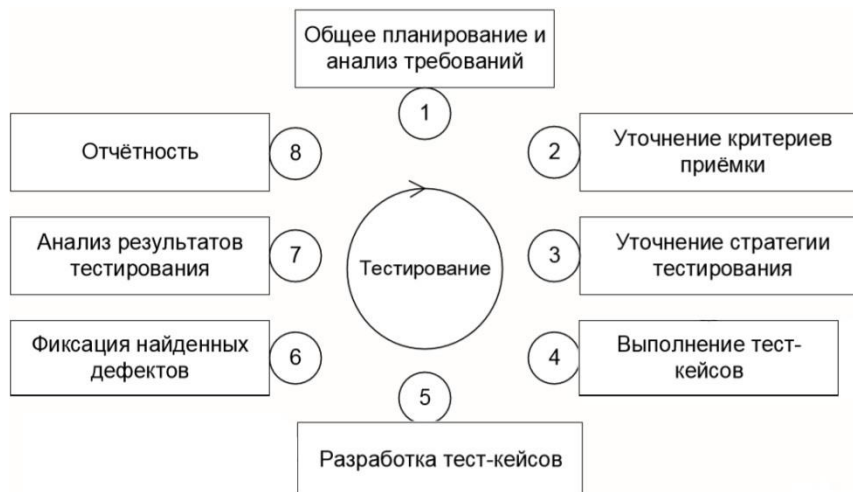 Общее планирование и
анализ требований
1
2
Уточнение критериев
приёмки
3
Уточнение стратегии
тестирования
4
Выполнение тест-
кейсов
5
Разработка тест-кейсов
6
Фиксация найденных
дефектов
7
Анализ результатов
тестирования
8
Отчётность
Тестирование